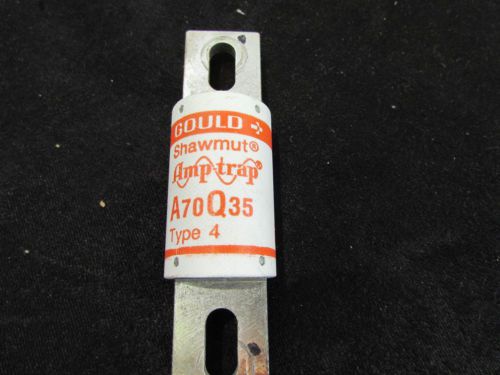 GOULD
Shawmut®
Amp-trap®
A70Q35
Type 4